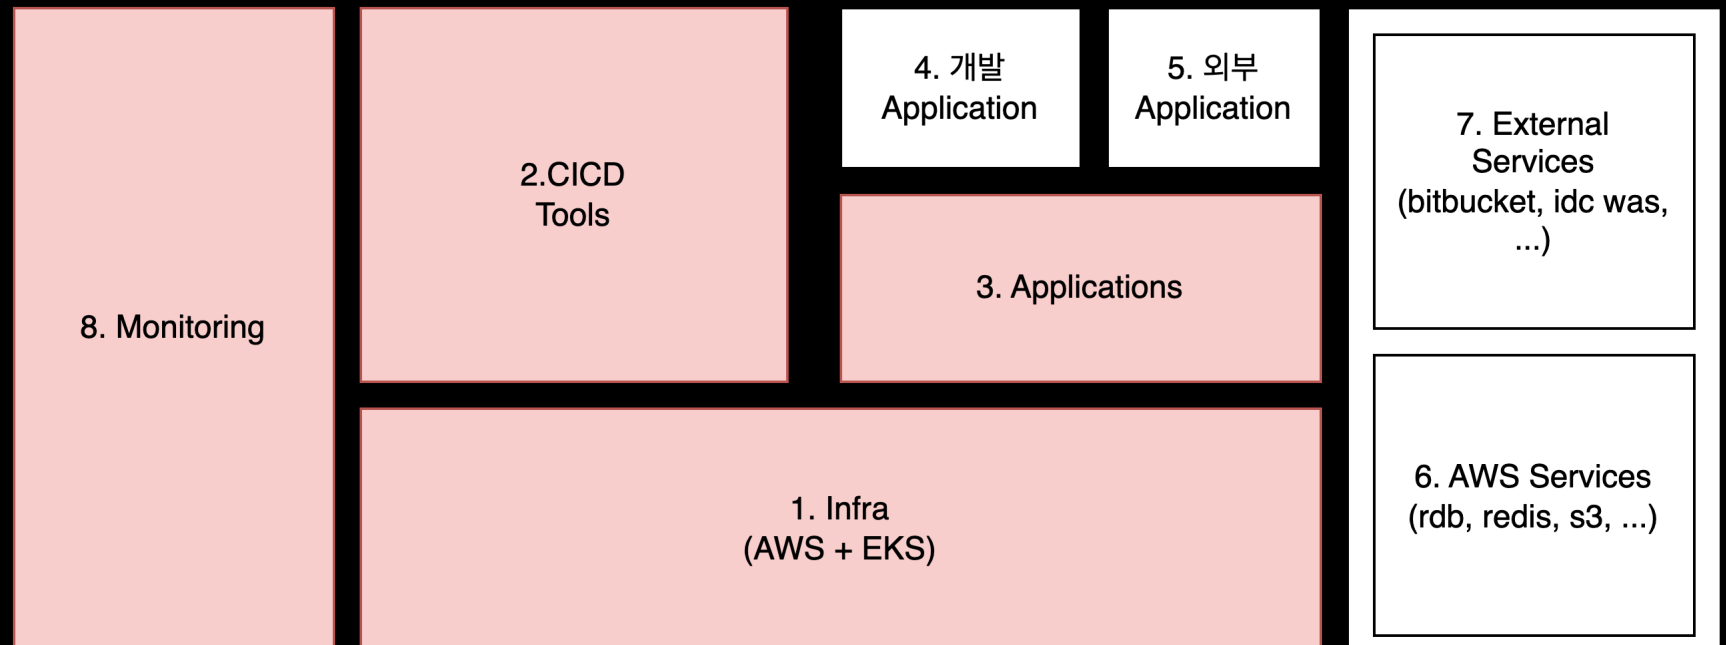 8. Monitoring
2.CICD
Tools
4. 개발
Application
5. 외부
Application
3. Applications
1. Infra
(AWS + EKS)
7. External
Services
(bitbucket, idc was,
...)
6. AWS Services
(rdb, redis, s3, ...)